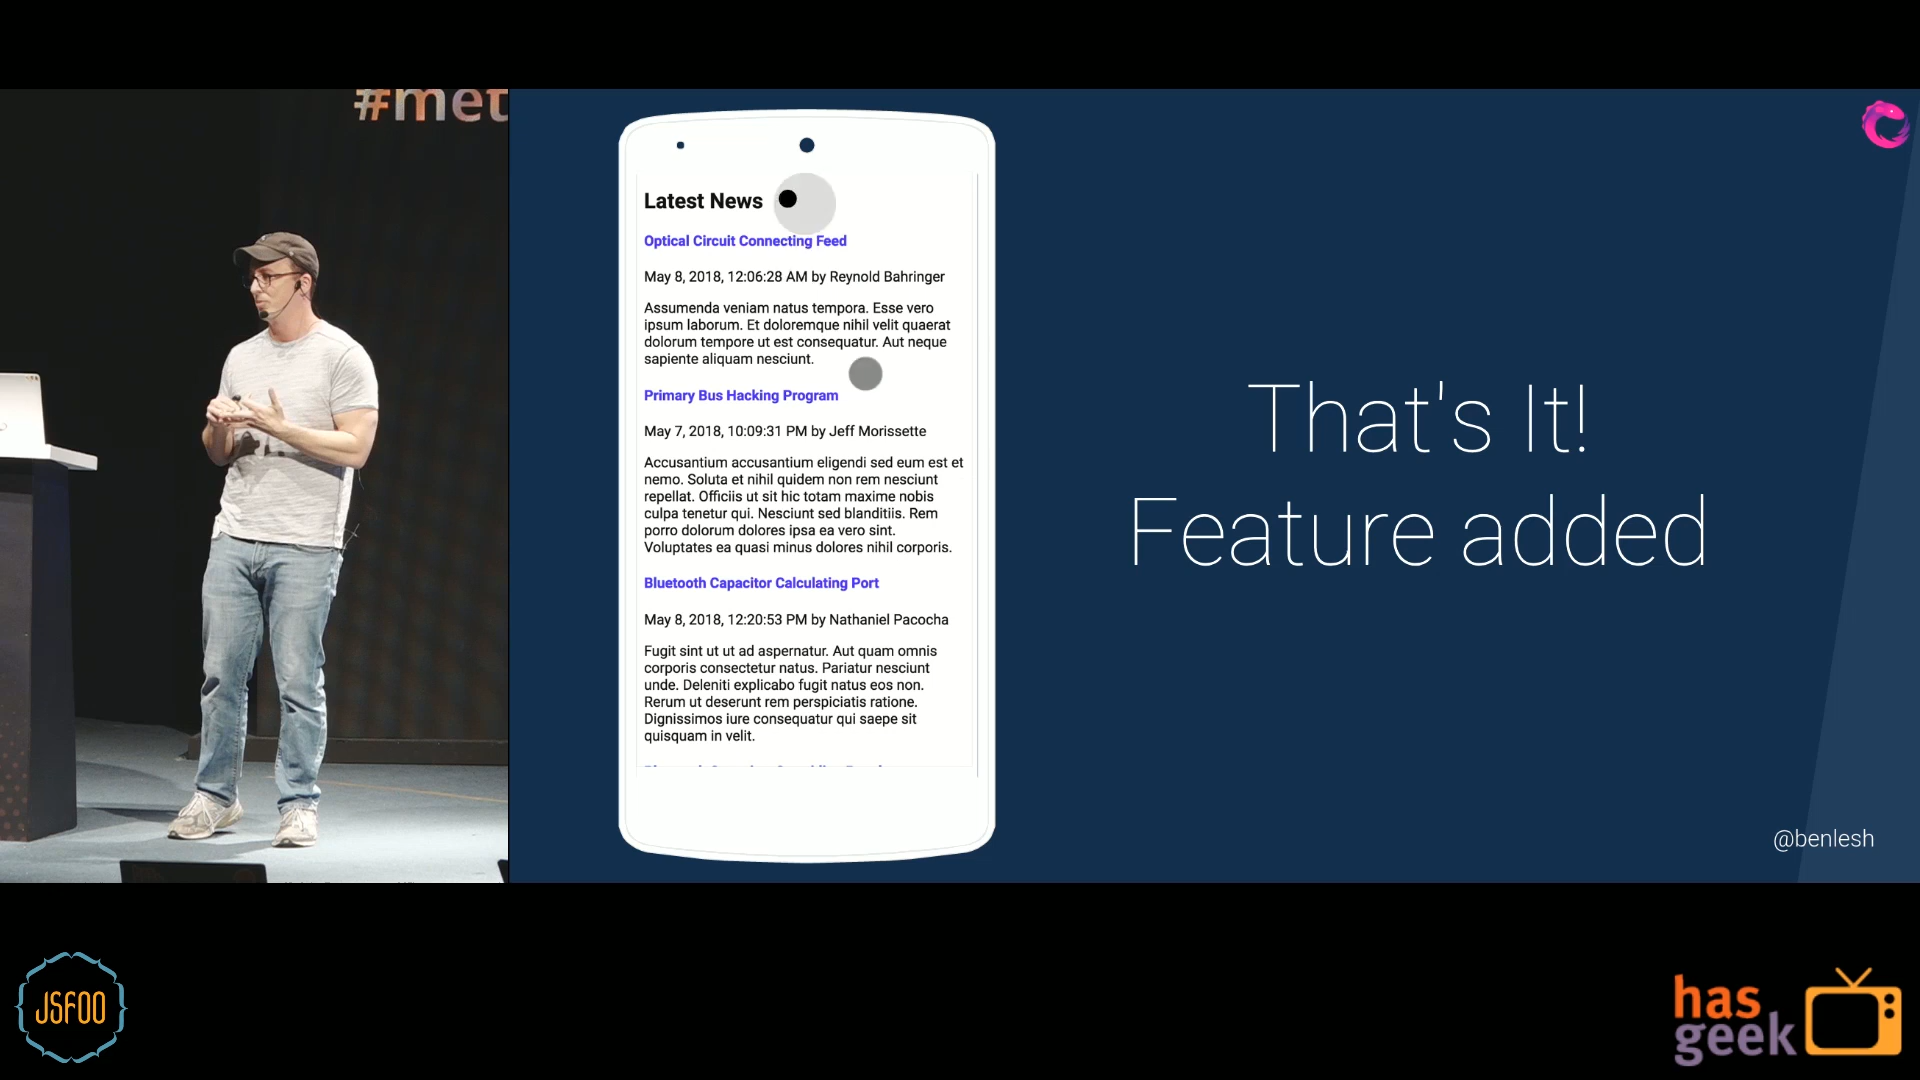 #met
Latest News
Optical Circuit Connecting Feed
May 8, 2018, 12:06:28 AM by Reynold Bahringer
Assumenda veniam natus tempora. Esse vero
ipsum laborum. Et doloremque nihil velit quaerat
dolorum tempore ut est consequatur. Aut neque
sapiente aliquam nesciunt.
Primary Bus Hacking Program
May 7, 2018, 10:09:31 PM by Jeff Morissette
Accusantium accusantium eligendi sed eum est et
nemo. Soluta et nihil quidem non rem nesciunt
repellat. Officiis ut sit hic totam maxime nobis
culpa tenetur qui. Nesciunt sed blanditiis. Rem
porro dolorum dolores ipsa ea vero sint.
Voluptates ea quasi minus dolores nihil corporis.
Bluetooth Capacitor Calculating Port
May 8, 2018, 12:20:53 PM by Nathaniel Pacocha
Fugit sint ut ut ad aspernatur. Aut quam omnis
corporis consectetur natus. Pariatur nesciunt
unde. Deleniti explicabo fugit natus eos non.
Rerum ut deserunt rem perspiciatis ratione.
Dignissimos iure consequatur qui saepe sit
quisquam in velit.
That's It!
Feature added
@benlesh
JSFOO
has
geek